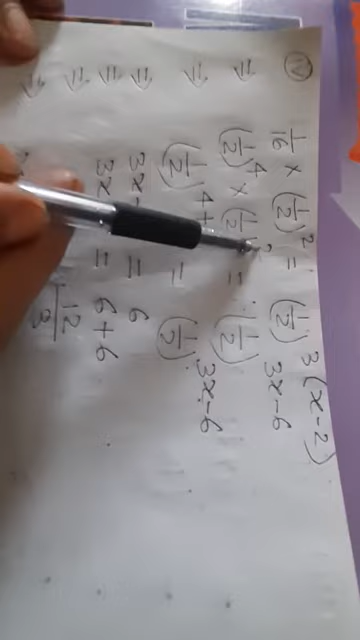 (iv) 1/16 × (1/2)² = (1/2)^3(x-2)
⇒ (1/2)⁴ × (1/2)² = (1/2)^3x-6
⇒ (1/2)^4+ = (1/2)^3x-6
⇒ 3x- = 6
⇒ 3x = 6+6
⇒ 12/3